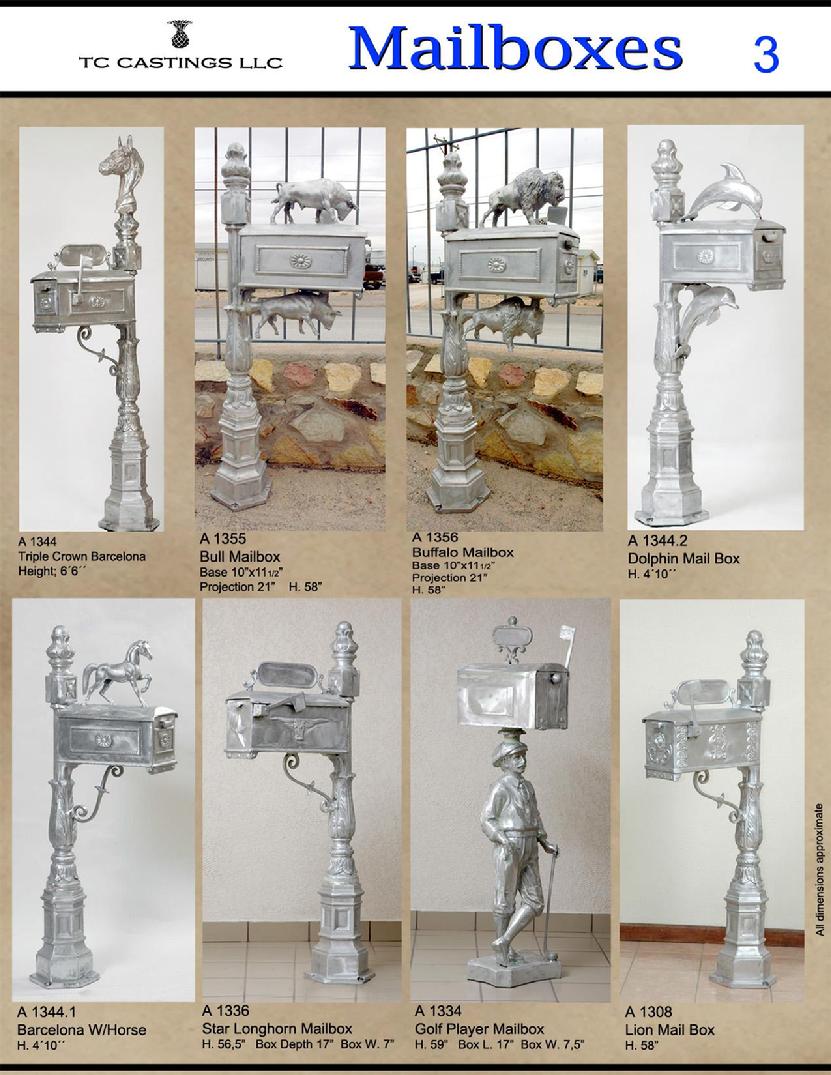 TC CASTINGS LLC
Mailboxes
3
A 1344
Triple Crown Barcelona
Height; 6´6´´
A 1355
Bull Mailbox
Base 10”x11 1/2”
Projection 21” H. 58”
A 1356
Buffalo Mailbox
Base 10”x11 1/2”
Projection 21”
H. 58”
A 1344.2
Dolphin Mail Box
H. 4´10´´
A 1344.1
Barcelona W/Horse
H. 4´10´´
A 1336
Star Longhorn Mailbox
H. 56,5” Box Depth 17” Box W. 7”
A 1334
Golf Player Mailbox
H. 59” Box L. 17” Box W. 7,5”
A 1308
Lion Mail Box
H. 58”
All dimensions approximate